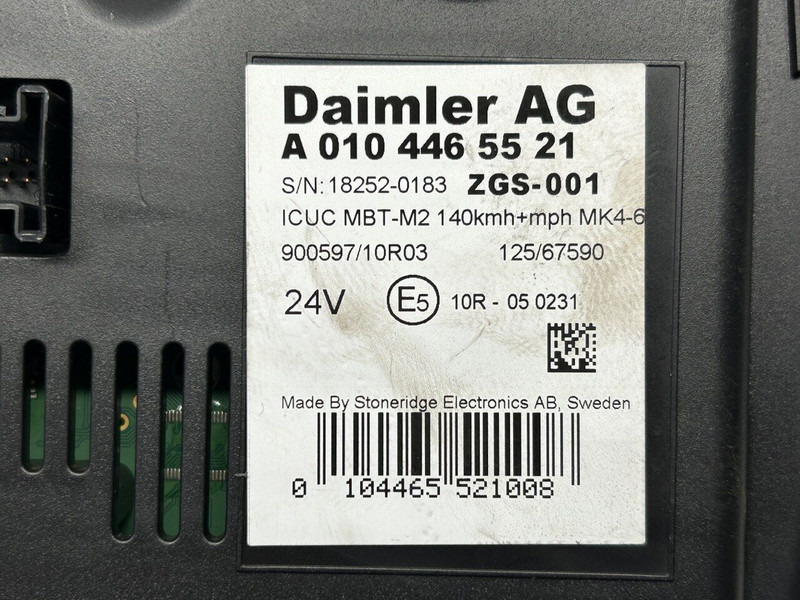 Daimler AG
A 010 446 55 21
S/N: 18252-0183 ZGS-001
ICUC MBT-M2 140kmh+mph MK4-6
900597/10R03 125/67590
24V E5 10R - 05 0231
Made By Stoneridge Electronics AB, Sweden
0 104465 521008